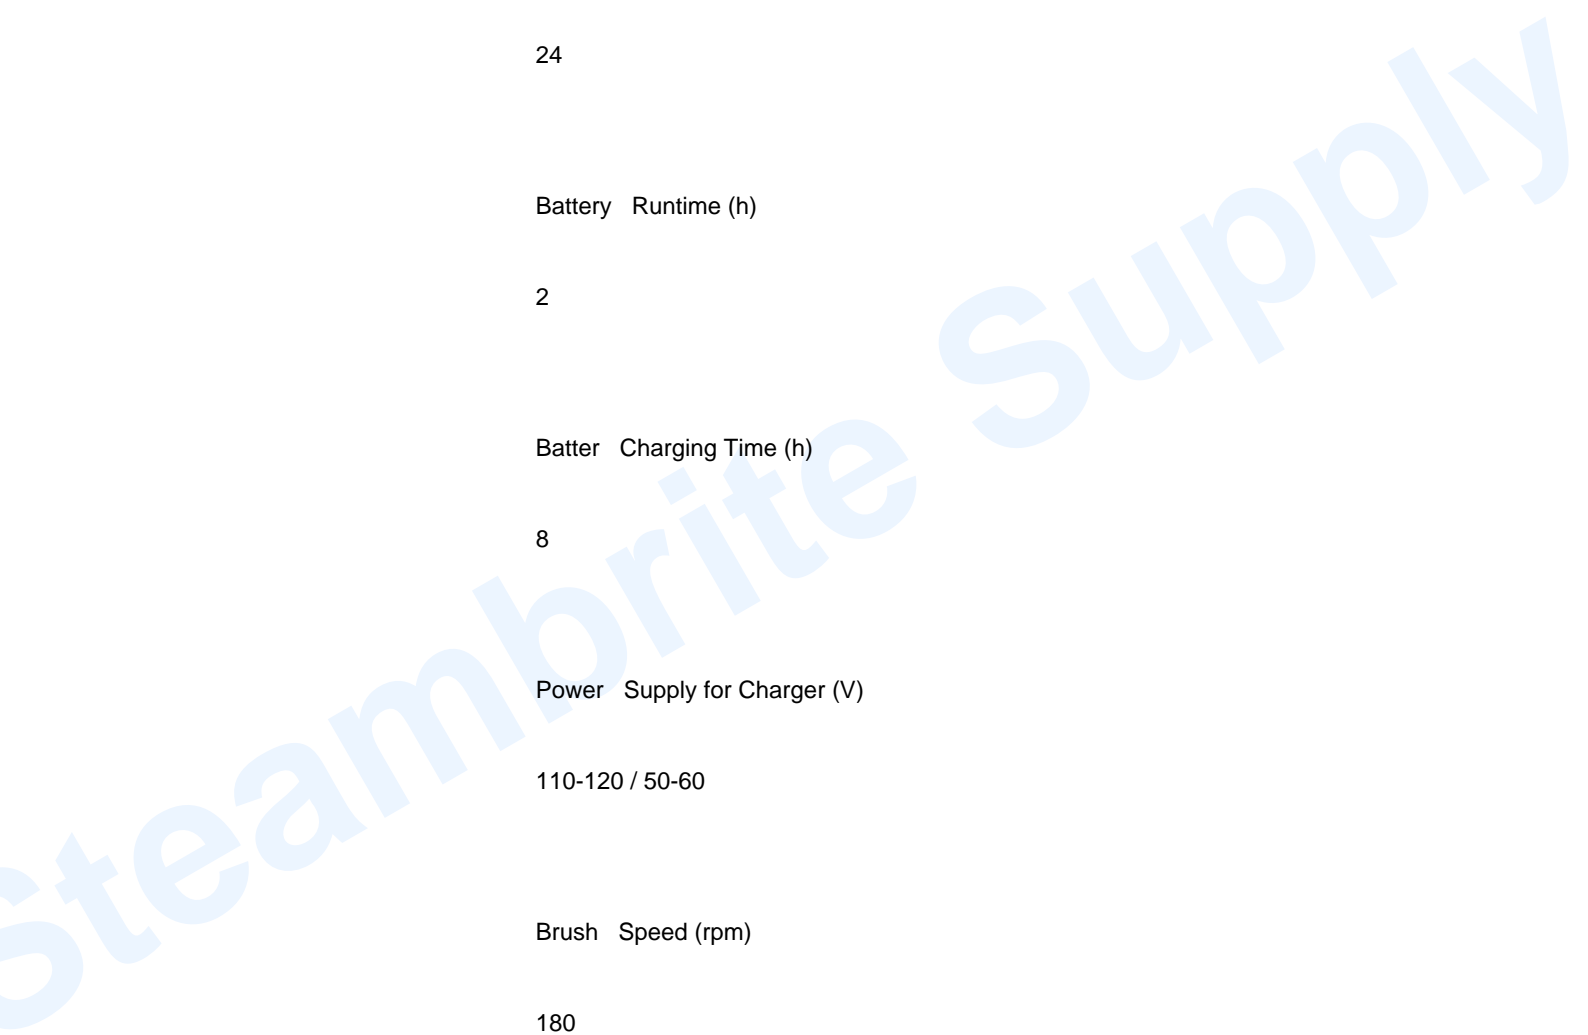 24
Battery Runtime (h)
2
Batter Charging Time (h)
8
Power Supply for Charger (V)
110-120 / 50-60
Brush Speed (rpm)
180
Steambrite Supply